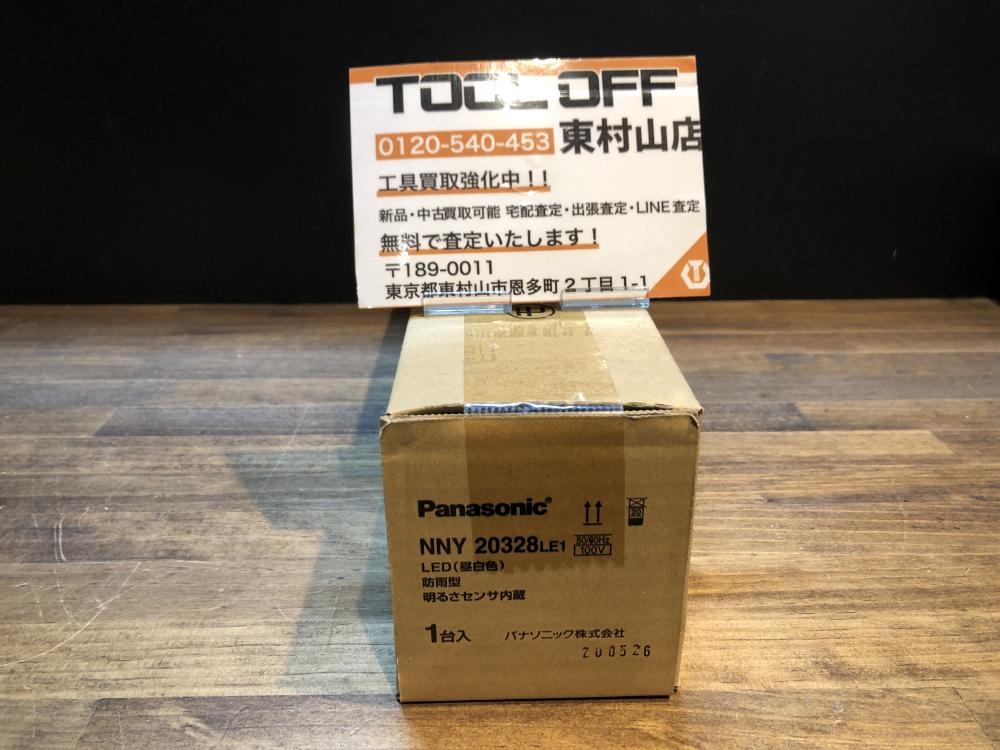 TOOL OFF
0120-540-453 東村山店
工具買取強化中！！
新品・中古買取可能 宅配査定・出張査定・LINE査定
無料で査定いたします！
〒189-0011
東京都東村山市恩多町2丁目1-1
Panasonic®
NNY 20328LE1
50/60Hz
100V
20
LED(昼白色)
防雨型
明るさセンサ内蔵
1台入
パナソニック株式会社
200526